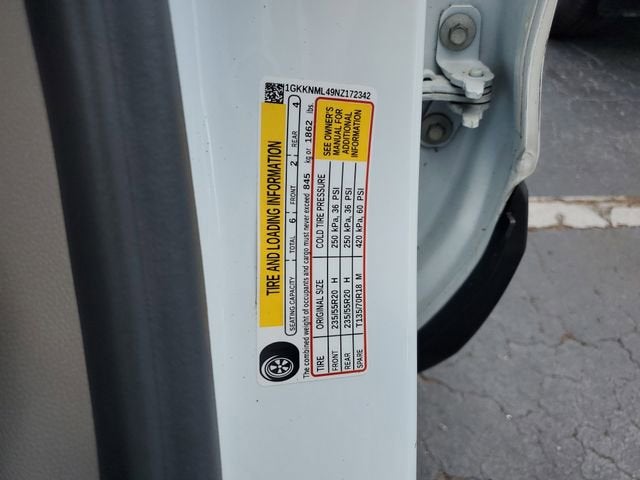 1GKKNML49NZ172342
TIRE AND LOADING INFORMATION
SEATING CAPACITY TOTAL 6 FRONT 2 REAR 4
The combined weight of occupants and cargo must never exceed 845 kg or 1862 lbs.
TIRE ORIGINAL SIZE COLD TIRE PRESSURE
FRONT 235/55R20 H 250 kPa, 36 PSI
REAR 235/55R20 H 250 kPa, 36 PSI
SPARE T135/70R18 M 420 kPa, 60 PSI
SEE OWNER'S
MANUAL FOR
ADDITIONAL
INFORMATION